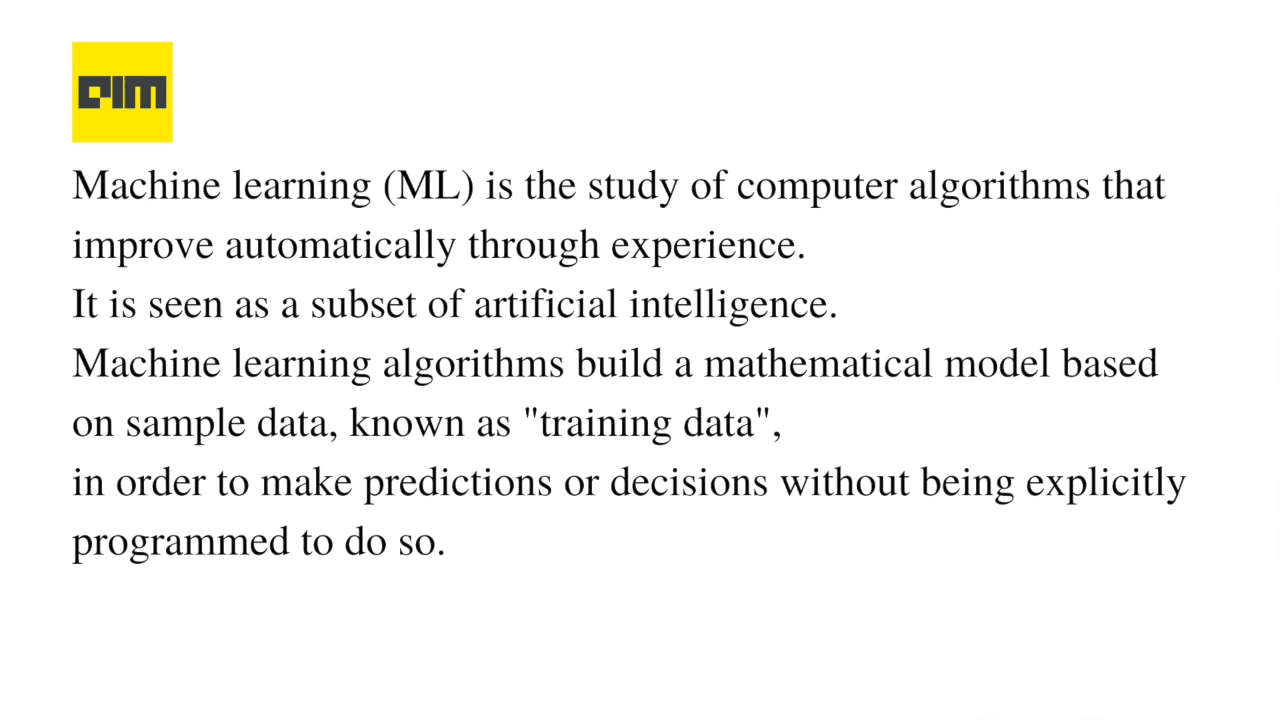 aim
Machine learning (ML) is the study of computer algorithms that
improve automatically through experience.
It is seen as a subset of artificial intelligence.
Machine learning algorithms build a mathematical model based
on sample data, known as "training data",
in order to make predictions or decisions without being explicitly
programmed to do so.